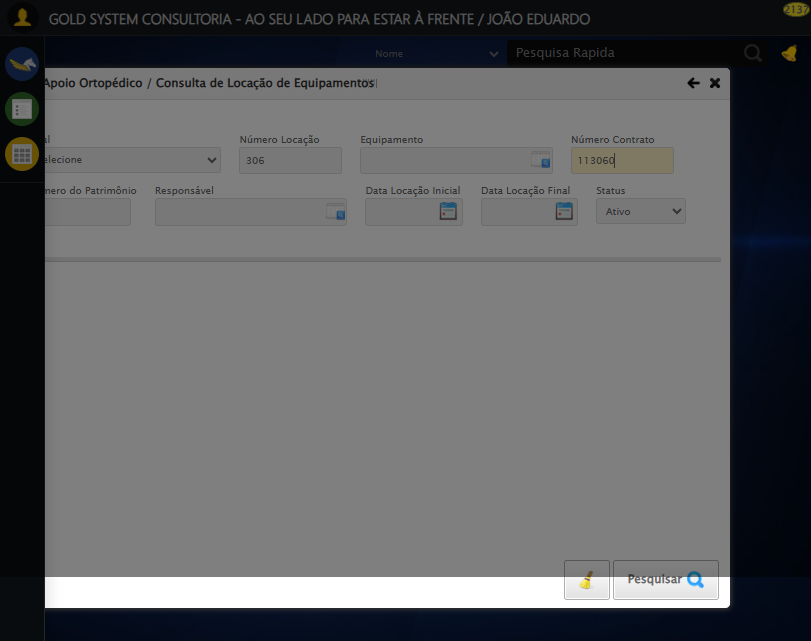 GOLD SYSTEM CONSULTORIA - AO SEU LADO PARA ESTAR À FRENTE / JOÃO EDUARDO
2137
Nome
Pesquisa Rapida
Apoio Ortopédico / Consulta de Locação de Equipamentos
al
Número Locação
Equipamento
Número Contrato
elecione
306
113060
mero do Patrimônio
Responsável
Data Locação Inicial
Data Locação Final
Status
Ativo
Pesquisar